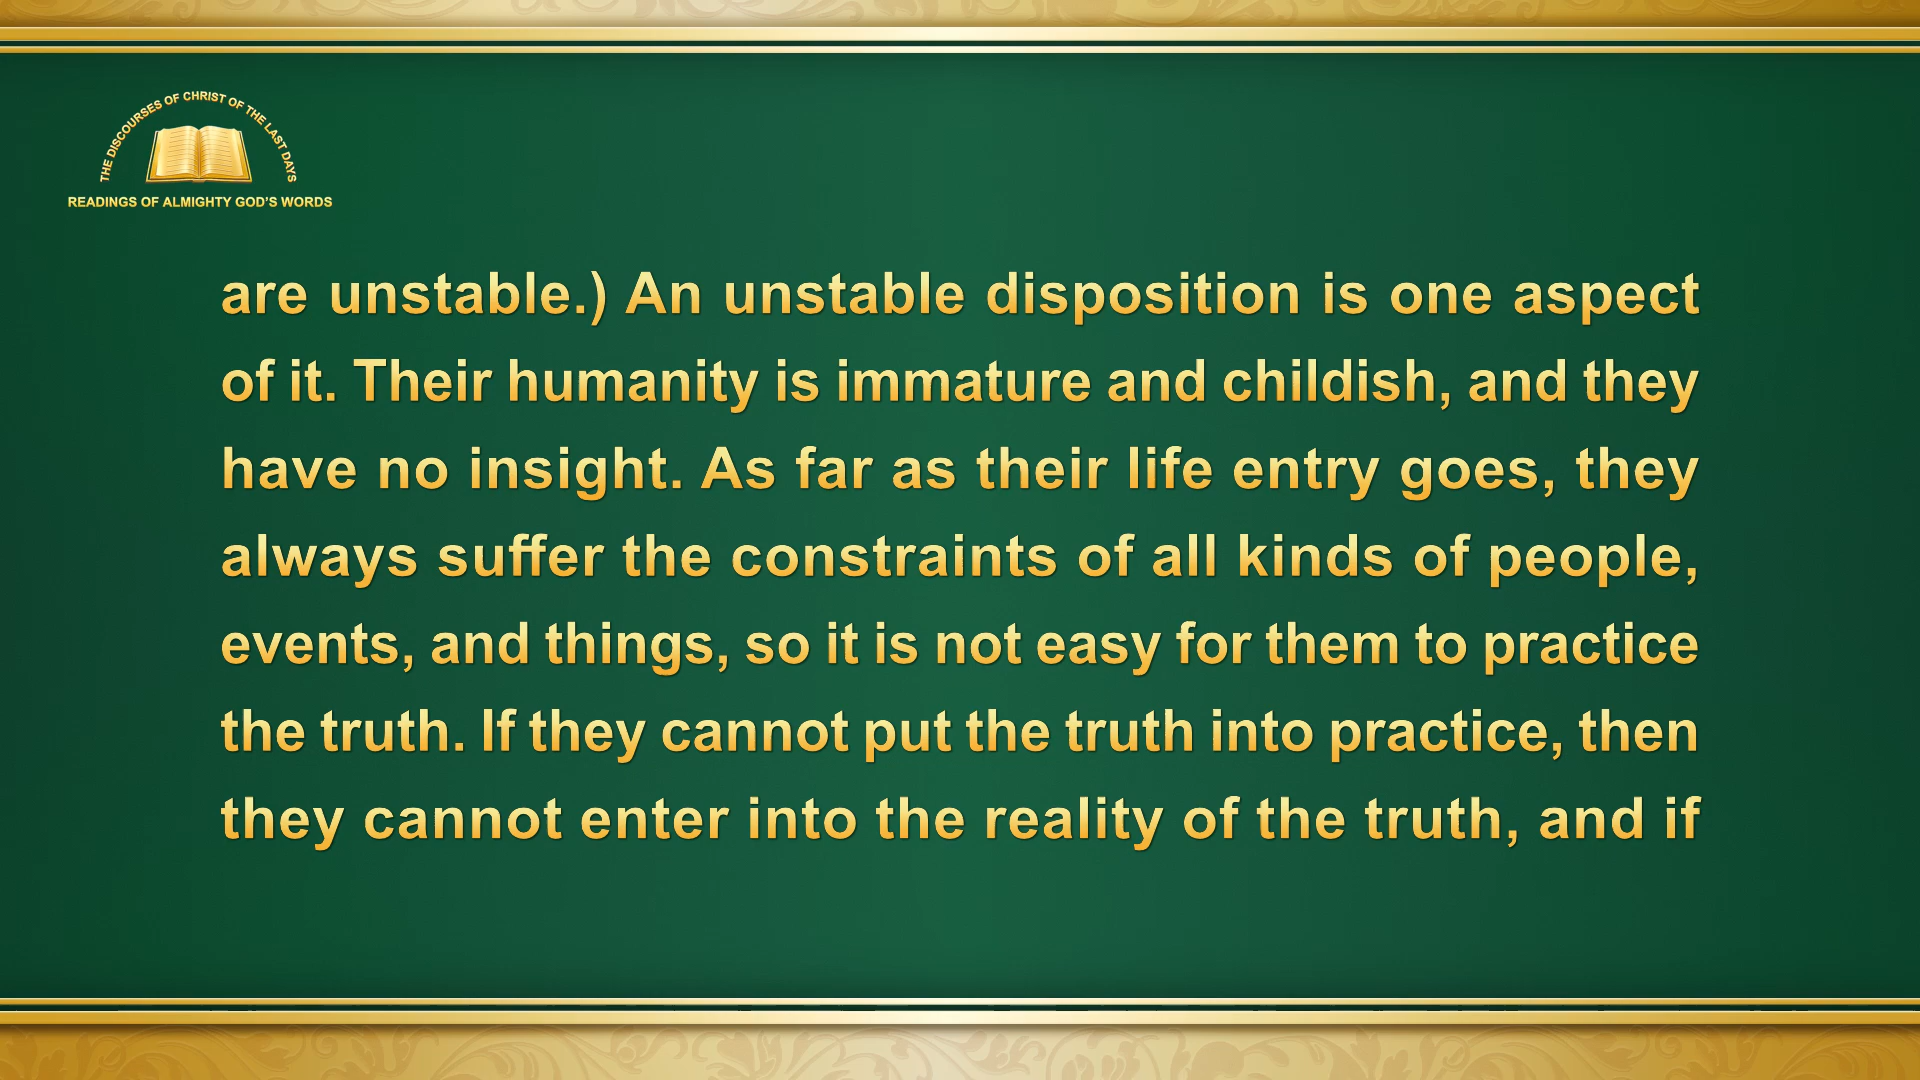 THE DISCOURSES OF CHRIST OF THE LAST DAYS
READINGS OF ALMIGHTY GOD'S WORDS
are unstable.) An unstable disposition is one aspect
of it. Their humanity is immature and childish, and they
have no insight. As far as their life entry goes, they
always suffer the constraints of all kinds of people,
events, and things, so it is not easy for them to practice
the truth. If they cannot put the truth into practice, then
they cannot enter into the reality of the truth, and if